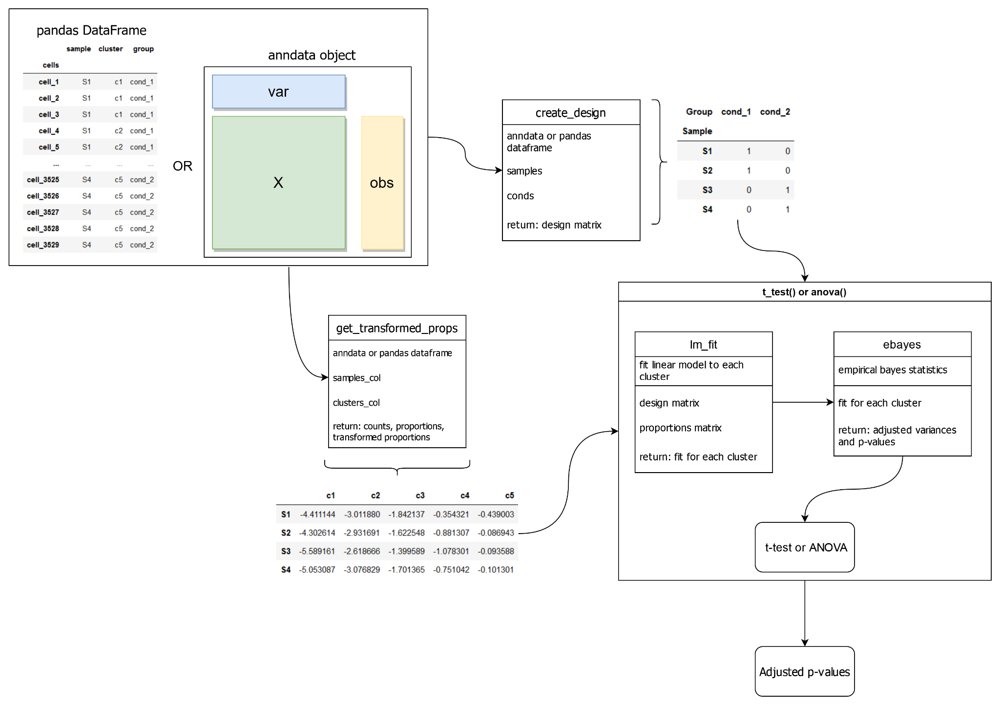 pandas DataFrame
sample cluster group
cells
cell_1 S1 c1 cond_1
cell_2 S1 c1 cond_1
cell_3 S1 c1 cond_1
cell_4 S1 c2 cond_1
cell_5 S1 c2 cond_1
... ... ... ...
cell_3525 S4 c5 cond_2
cell_3526 S4 c5 cond_2
cell_3527 S4 c5 cond_2
cell_3528 S4 c5 cond_2
cell_3529 S4 c5 cond_2
OR
anndata object
var
X
obs
create_design
anndata or pandas
dataframe
samples
conds
return: design matrix
Group cond_1 cond_2
Sample
S1 1 0
S2 1 0
S3 0 1
S4 0 1
get_transformed_props
anndata or pandas dataframe
samples_col
clusters_col
return: counts, proportions,
transformed proportions
c1 c2 c3 c4 c5
S1 -4.411144 -3.011880 -1.842137 -0.354321 -0.439003
S2 -4.302614 -2.931691 -1.622548 -0.881307 -0.086943
S3 -5.589161 -2.618666 -1.399589 -1.078301 -0.093588
S4 -5.053087 -3.076829 -1.701365 -0.751042 -0.101301
t_test() or anova()
lm_fit
fit linear model to each
cluster
design matrix
proportions matrix
return: fit for each cluster
ebayes
empirical bayes statistics
fit for each cluster
return: adjusted variances
and p-values
t-test or ANOVA
Adjusted p-values